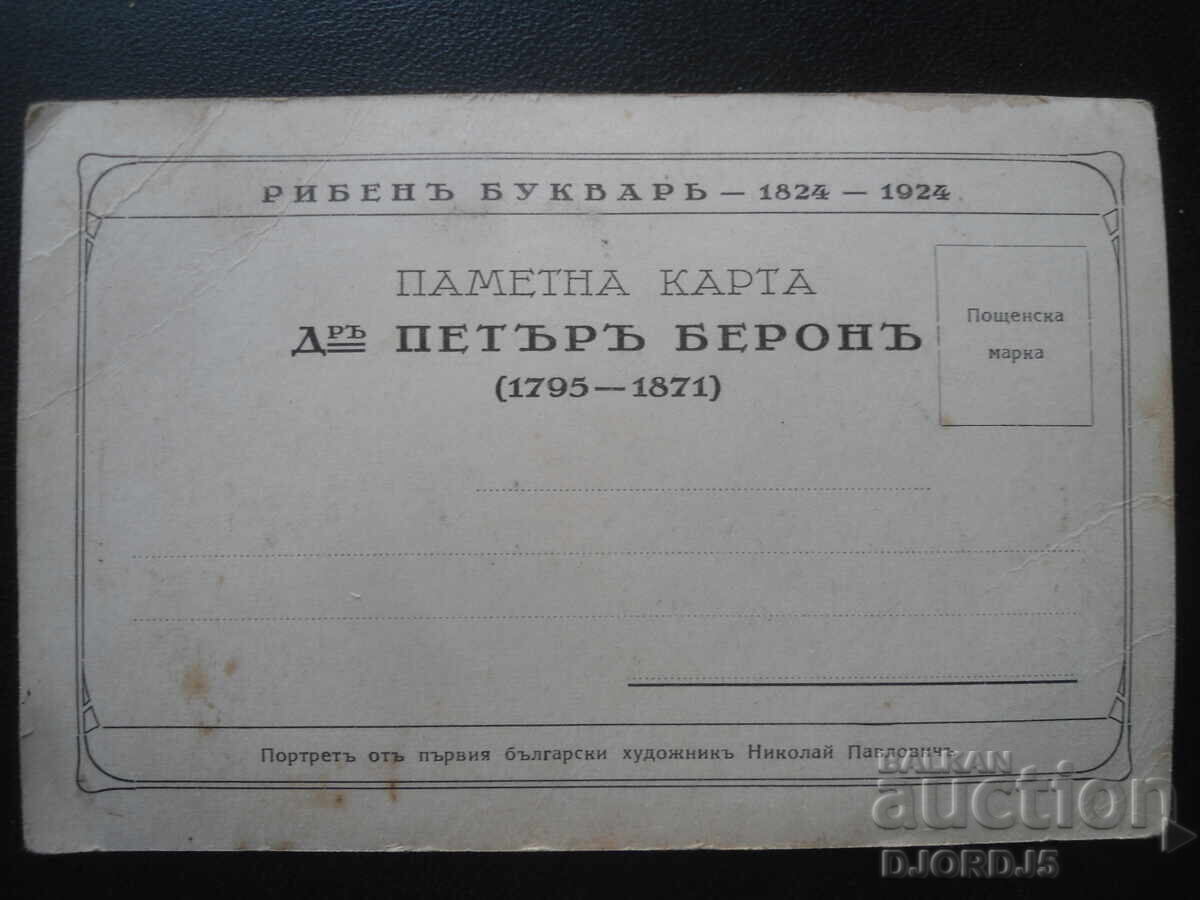 РИБЕНЪ БУКВАРЬ — 1824 — 1924
ПАМЕТНА КАРТА
ДРЪ ПЕТЪРЪ БЕРОНЪ
(1795—1871)
Пощенска
марка
Портретъ отъ първия български художникъ Николай Павловичъ
BALKAN
auction
DJORDJ5